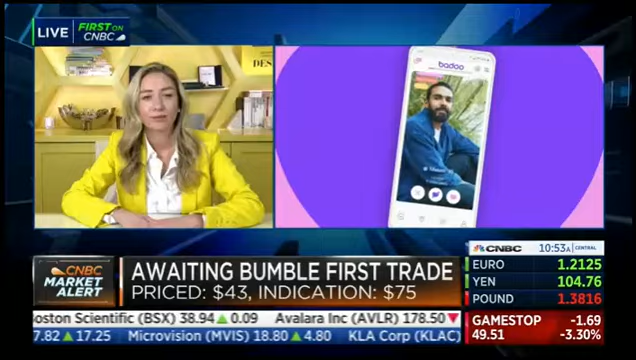 LIVE
FIRST ON
CNBC
DES
badoo
CNBC
MARKET
ALERT
AWAITING BUMBLE FIRST TRADE
PRICED: $43, INDICATION: $75
CNBC 10:53A CENTRAL
EURO 1.2125
YEN 104.76
POUND 1.3816
GAMESTOP -1.69
49.51 -3.30%
oston Scientific (BSX) 38.94▲0.09 Avalara Inc (AVLR) 178.50▼
7.82▲17.25 Microvision (MVIS) 18.80▲4.80 KLA Corp (KLAC)